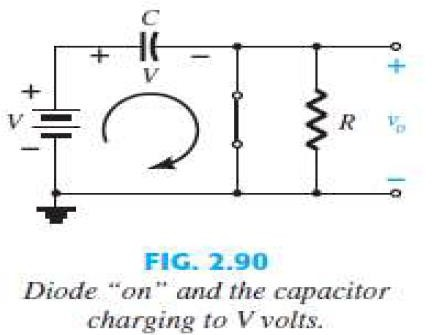 C
+ –
V
+
V
–
R
+
v_o
–
FIG. 2.90
Diode "on" and the capacitor
charging to V volts.